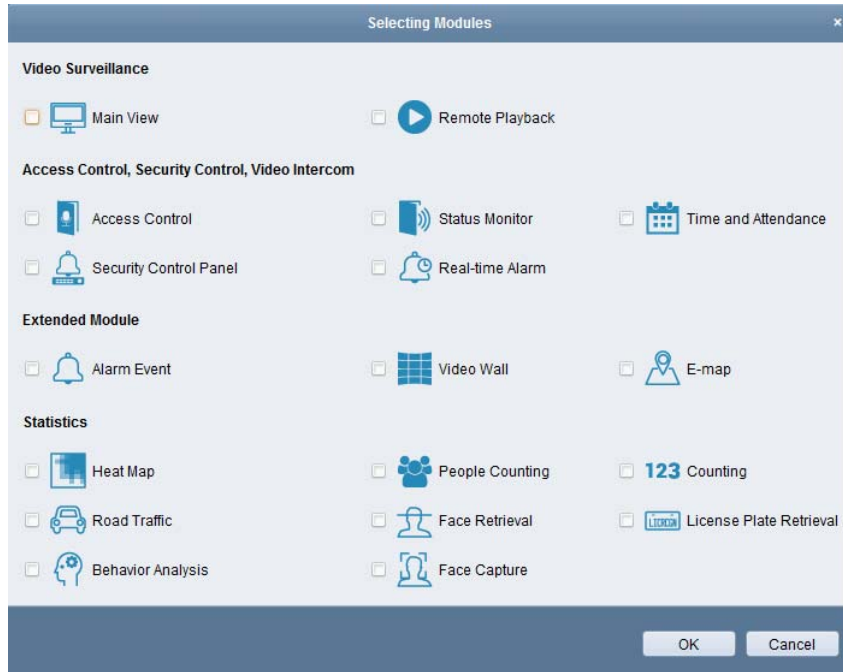 Selecting Modules ×
Video Surveillance
Main View Remote Playback
Access Control, Security Control, Video Intercom
Access Control Status Monitor Time and Attendance
Security Control Panel Real-time Alarm
Extended Module
Alarm Event Video Wall E-map
Statistics
Heat Map People Counting 123 Counting
Road Traffic Face Retrieval License Plate Retrieval
Behavior Analysis Face Capture
OK Cancel